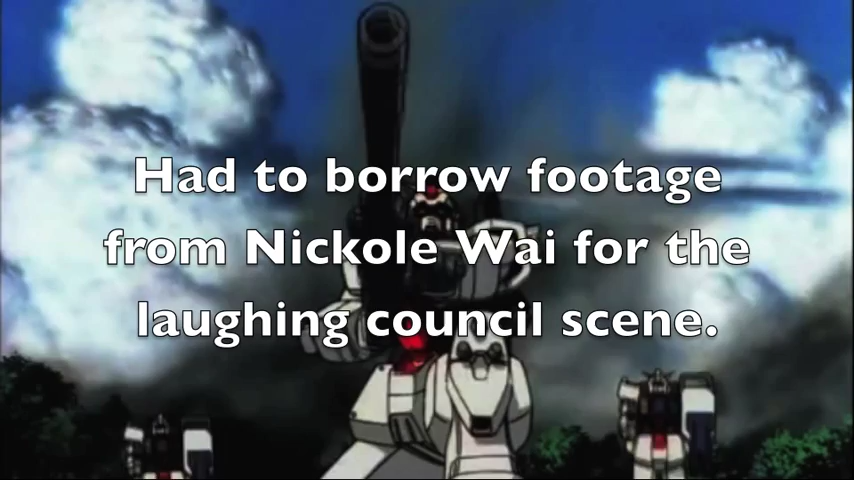 Had to borrow footage
from Nickole Wai for the
laughing council scene.